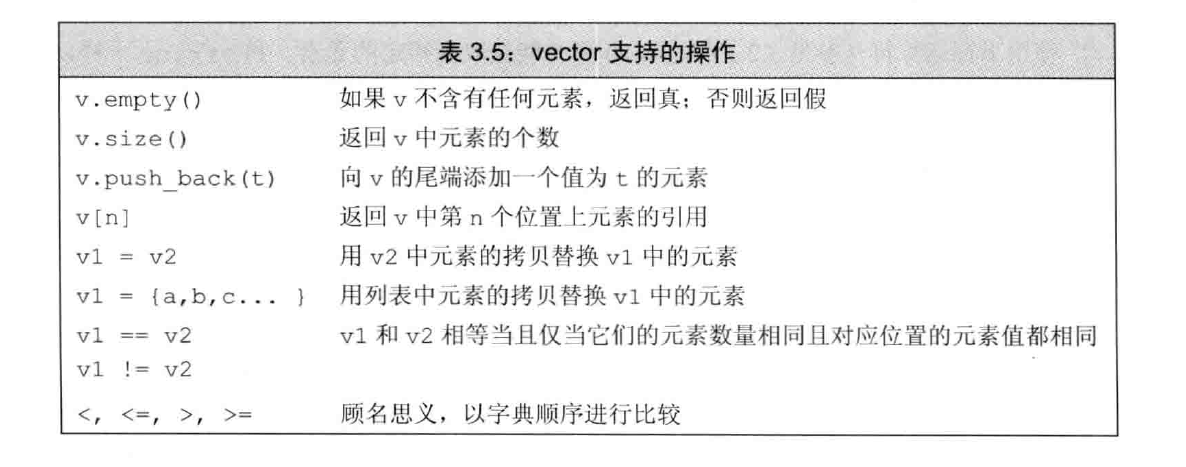 表 3.5：vector 支持的操作
v.empty() 如果 v 不含有任何元素，返回真；否则返回假
v.size() 返回 v 中元素的个数
v.push_back(t) 向 v 的尾端添加一个值为 t 的元素
v[n] 返回 v 中第 n 个位置上元素的引用
v1 = v2 用 v2 中元素的拷贝替换 v1 中的元素
v1 = {a,b,c... } 用列表中元素的拷贝替换 v1 中的元素
v1 == v2 v1 和 v2 相等当且仅当它们的元素数量相同且对应位置的元素值都相同
v1 != v2
<, <=, >, >= 顾名思义，以字典顺序进行比较